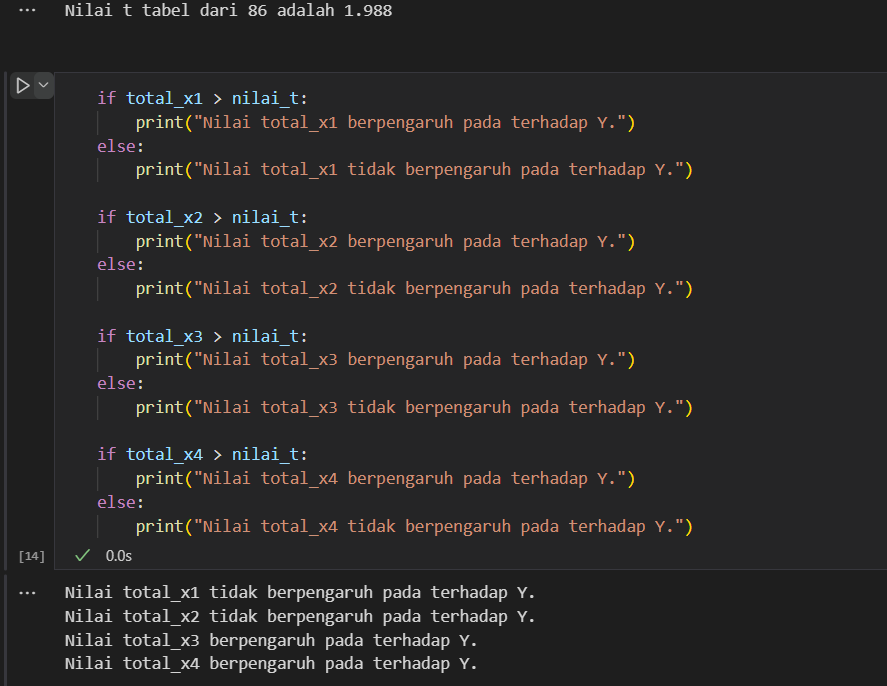 Nilai t tabel dari 86 adalah 1.988
if total_x1 > nilai_t:
    print("Nilai total_x1 berpengaruh pada terhadap Y.")
else:
    print("Nilai total_x1 tidak berpengaruh pada terhadap Y.")
if total_x2 > nilai_t:
    print("Nilai total_x2 berpengaruh pada terhadap Y.")
else:
    print("Nilai total_x2 tidak berpengaruh pada terhadap Y.")
if total_x3 > nilai_t:
    print("Nilai total_x3 berpengaruh pada terhadap Y.")
else:
    print("Nilai total_x3 tidak berpengaruh pada terhadap Y.")
if total_x4 > nilai_t:
    print("Nilai total_x4 berpengaruh pada terhadap Y.")
else:
    print("Nilai total_x4 tidak berpengaruh pada terhadap Y.")
[14] 0.0s
Nilai total_x1 tidak berpengaruh pada terhadap Y.
Nilai total_x2 tidak berpengaruh pada terhadap Y.
Nilai total_x3 berpengaruh pada terhadap Y.
Nilai total_x4 berpengaruh pada terhadap Y.